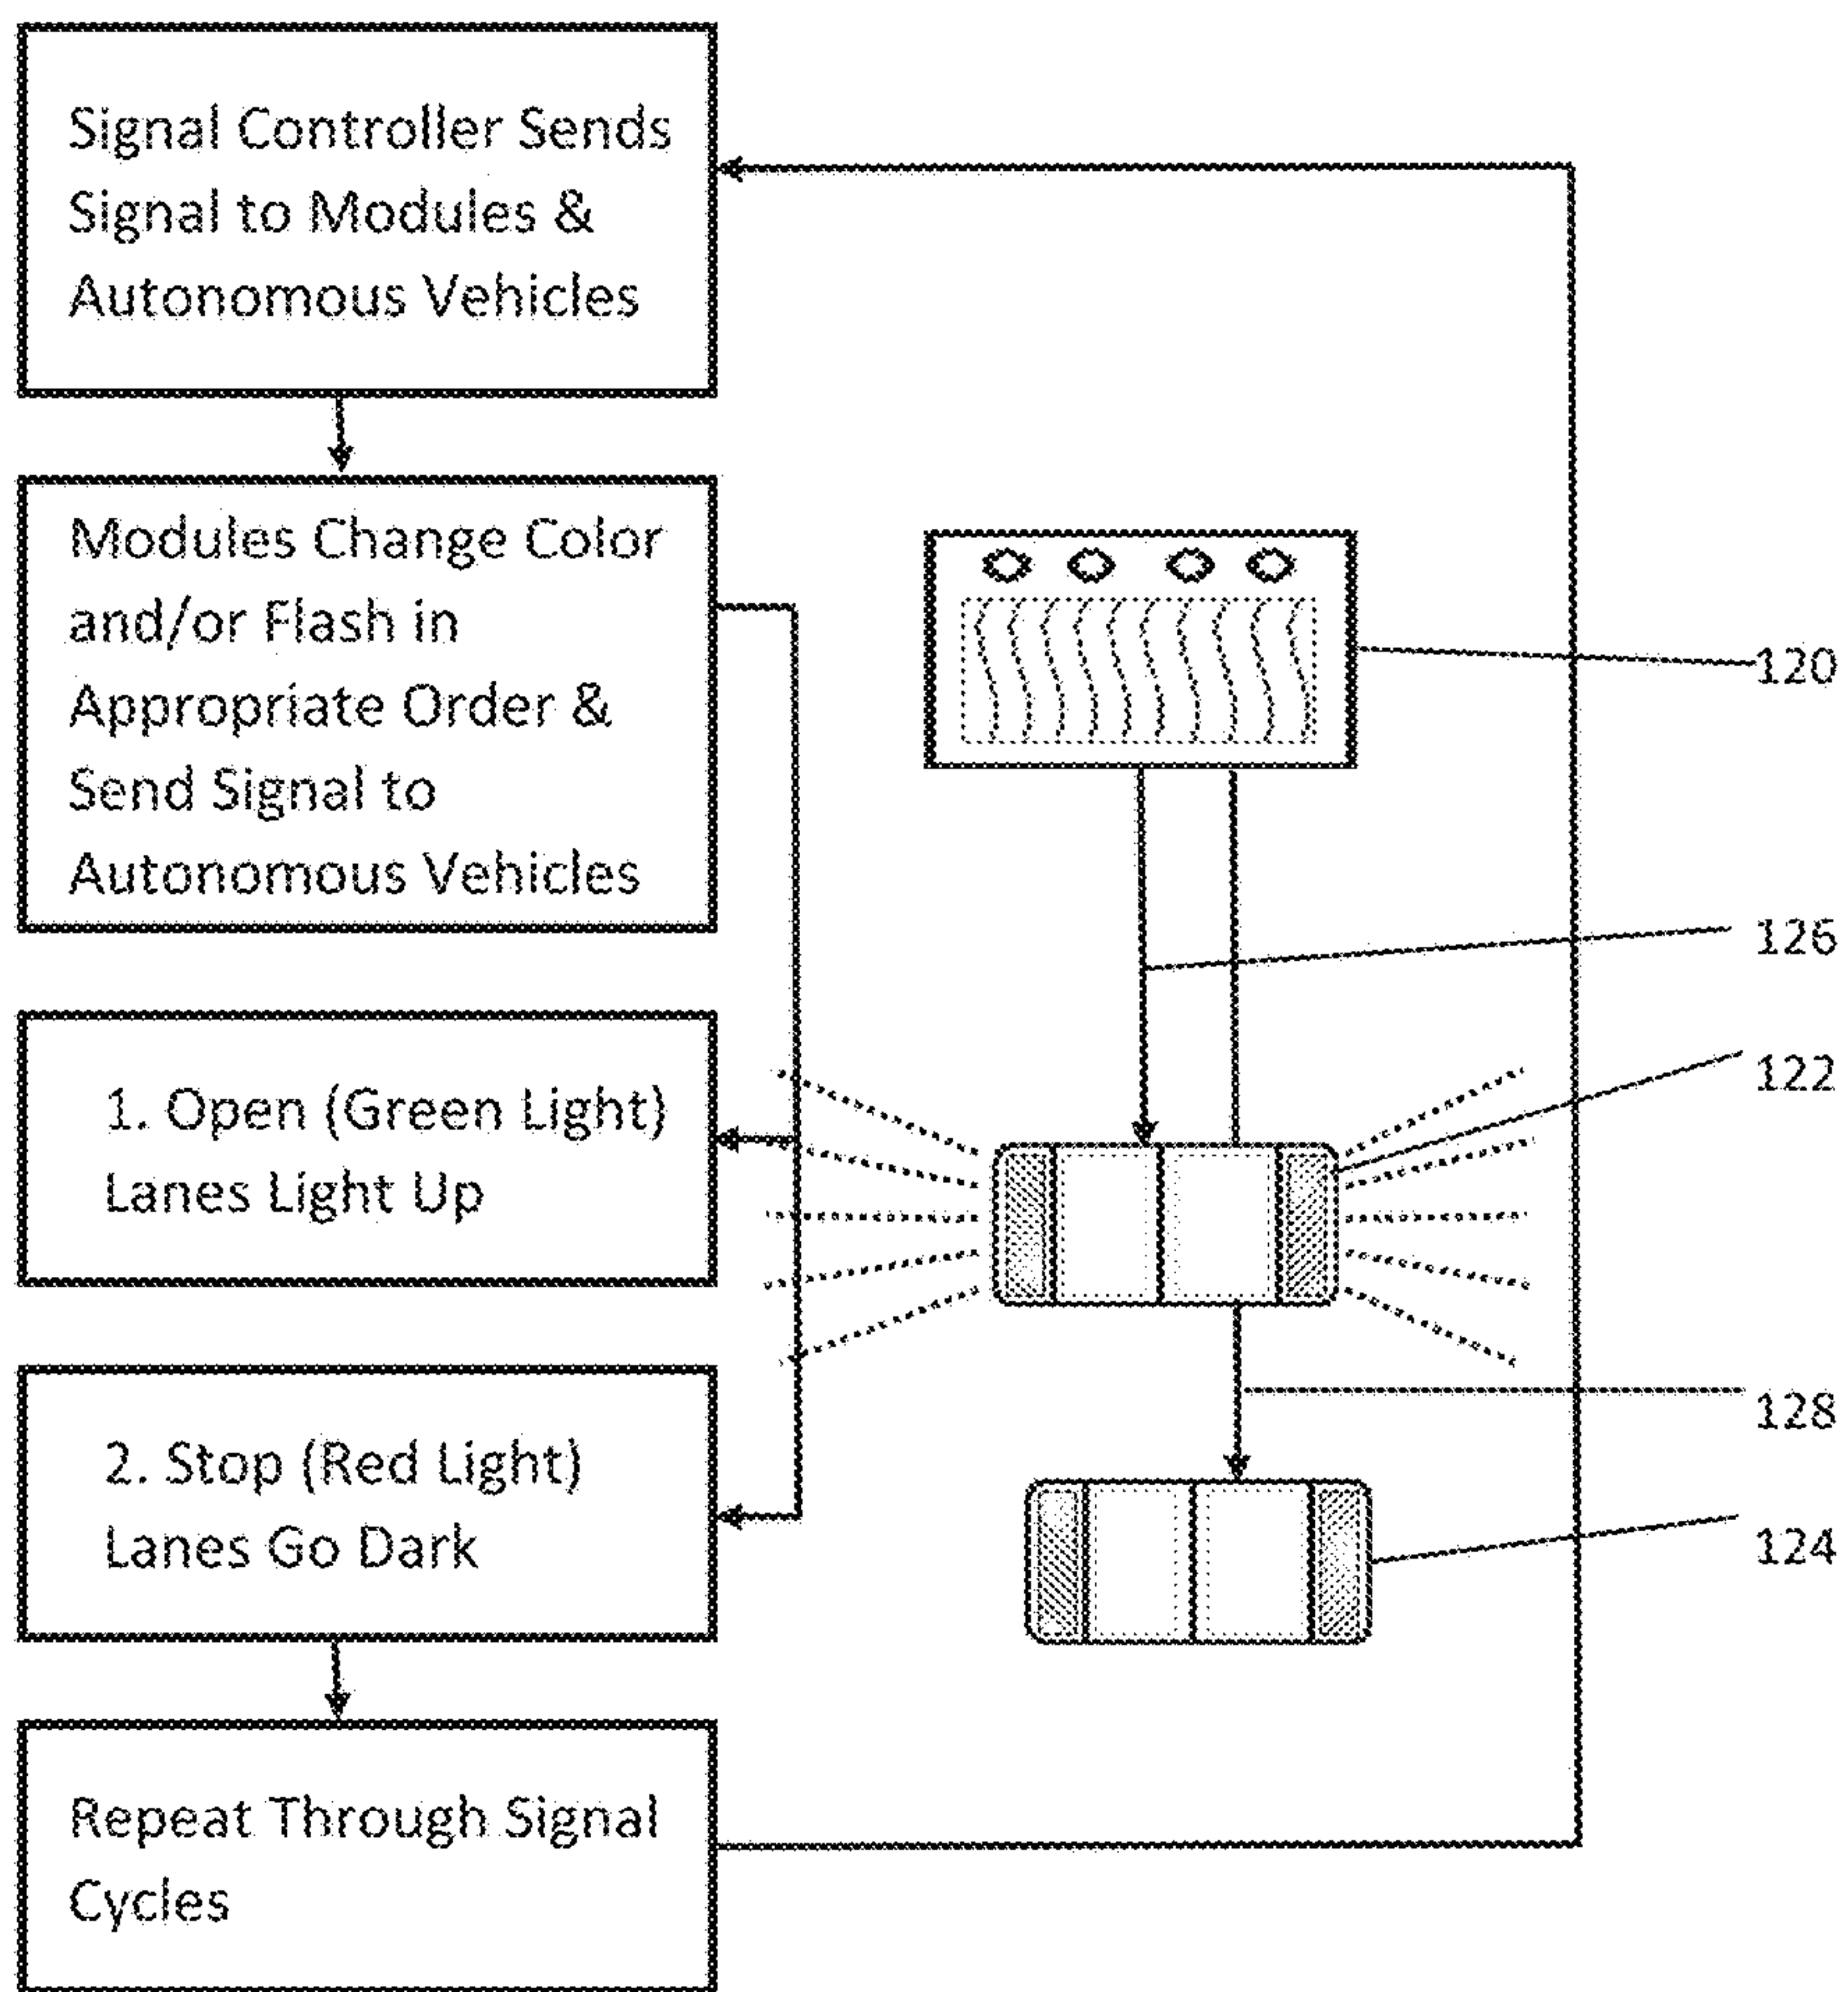 Signal Controller Sends
Signal to Modules &
Autonomous Vehicles
Modules Change Color
and/or Flash in
Appropriate Order &
Send Signal to
Autonomous Vehicles
1. Open (Green Light)
Lanes Light Up
2. Stop (Red Light)
Lanes Go Dark
Repeat Through Signal
Cycles
120
126
122
128
124